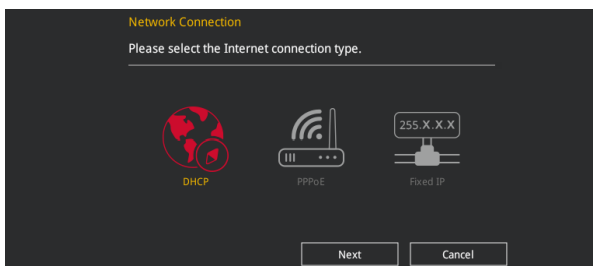 Network Connection
Please select the Internet connection type.
255.X.X.X
DHCP
PPPoE
Fixed IP
Next
Cancel